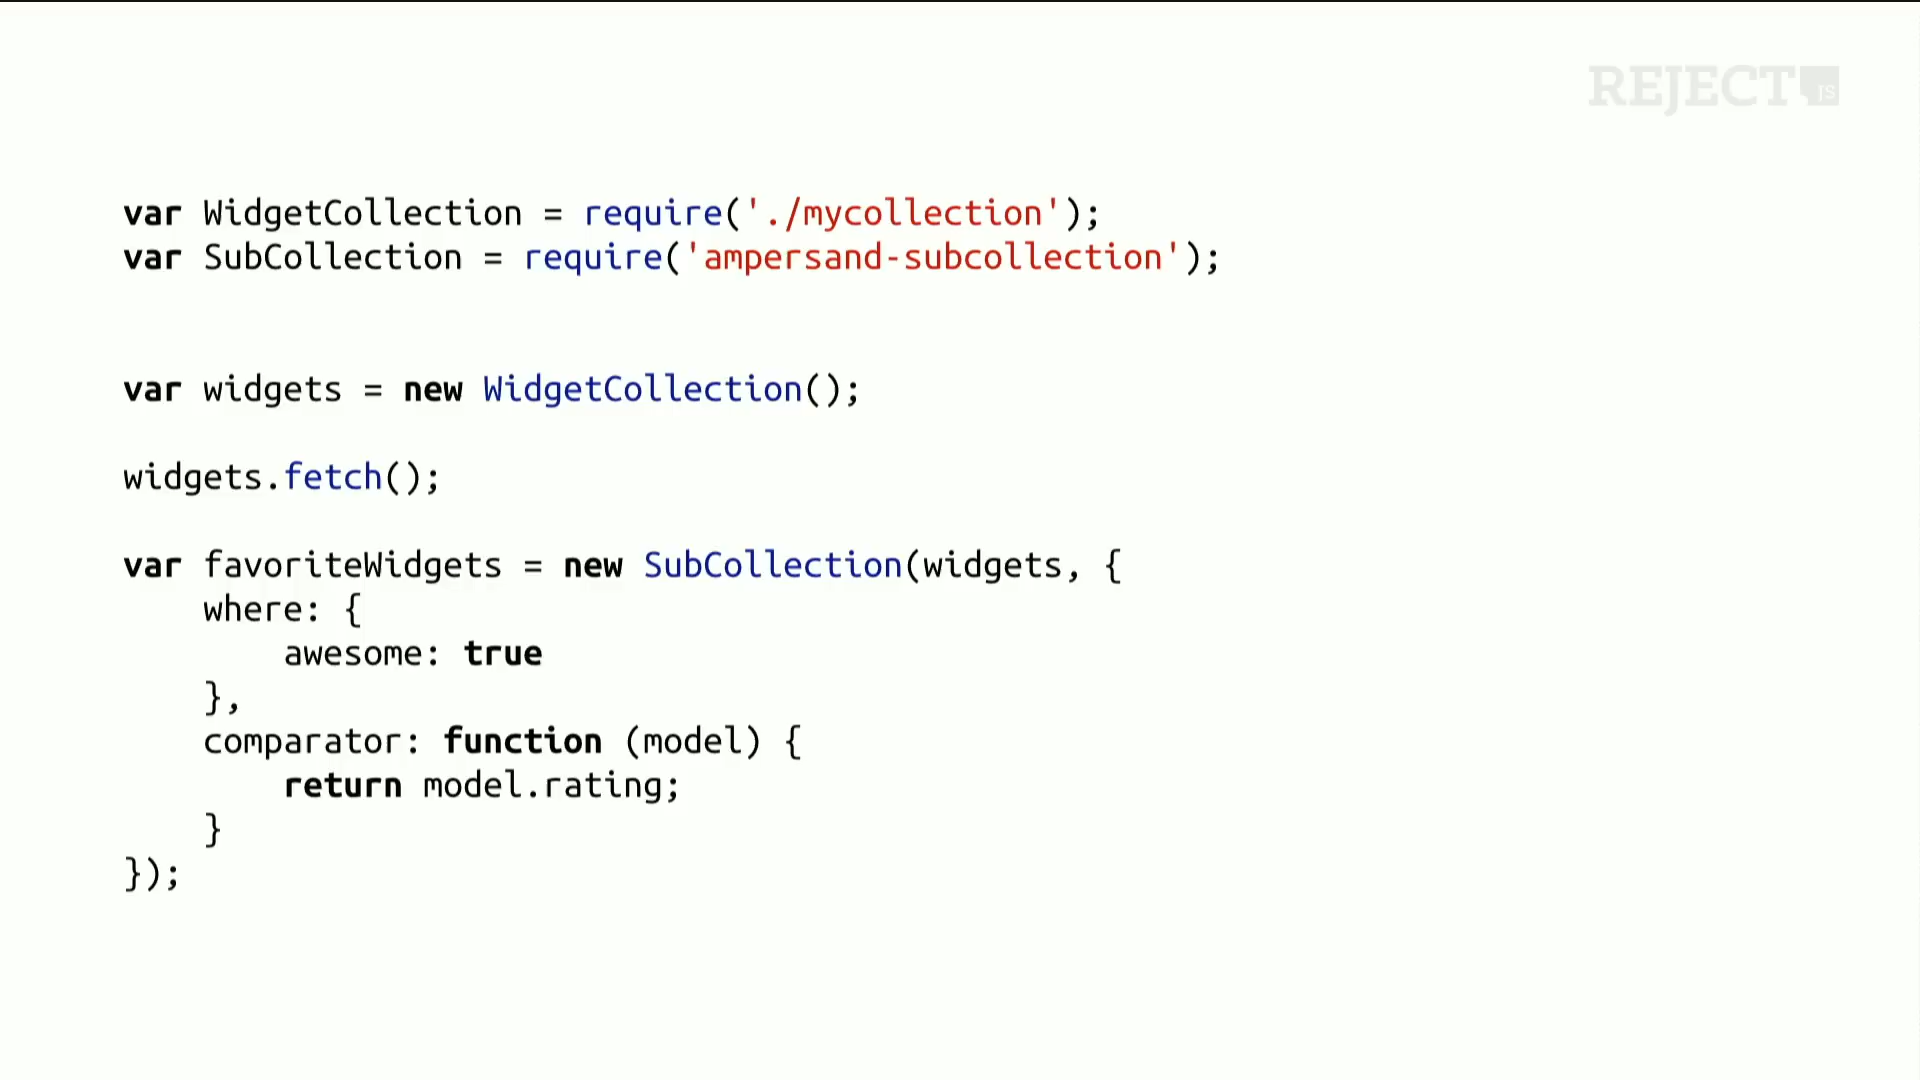 REJECT JS
var WidgetCollection = require('./mycollection');
var SubCollection = require('ampersand-subcollection');
var widgets = new WidgetCollection();
widgets.fetch();
var favoriteWidgets = new SubCollection(widgets, {
    where: {
        awesome: true
    },
    comparator: function (model) {
        return model.rating;
    }
});